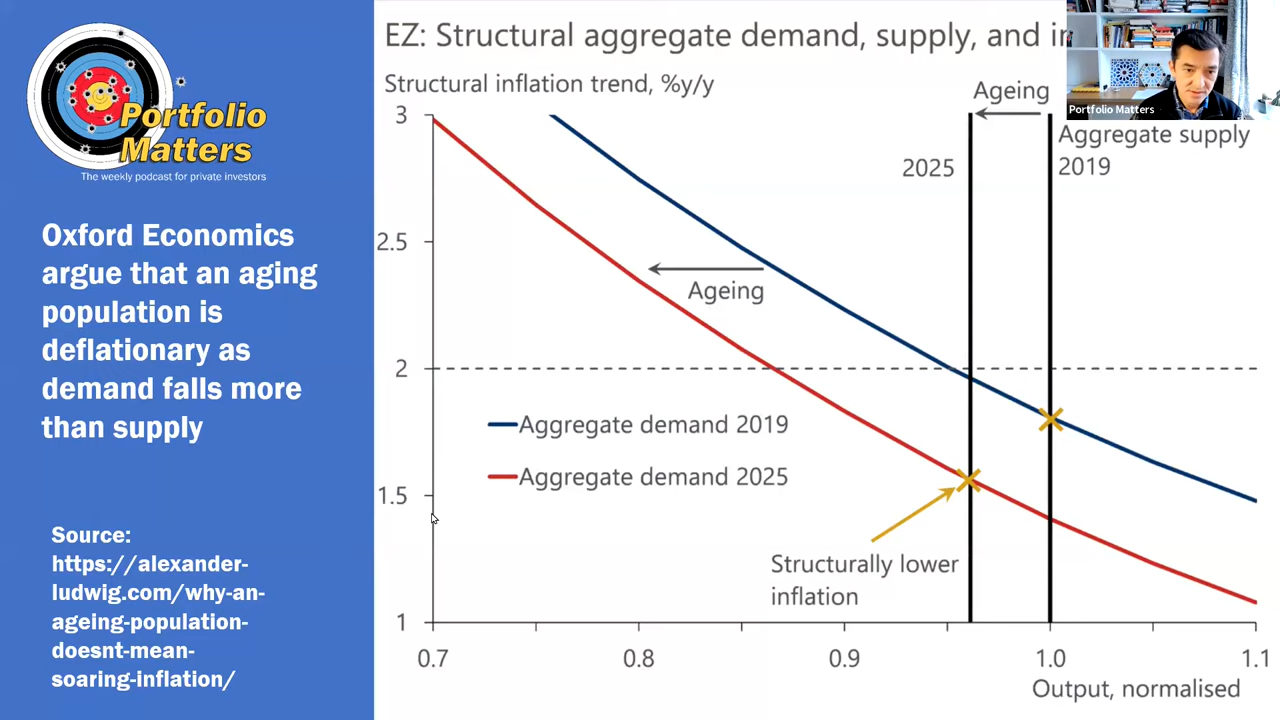 Portfolio
Matters
The weekly podcast for private investors
Oxford Economics
argue that an aging
population is
deflationary as
demand falls more
than supply
Source:
https://alexander-
ludwig.com/why-an-
ageing-population-
doesnt-mean-
soaring-inflation/
EZ: Structural aggregate demand, supply, and
Structural inflation trend, %y/y
Ageing
Portfolio Matters
Aggregate supply
2019
2025
3
2.5
2
1.5
1
Ageing
Aggregate demand 2019
Aggregate demand 2025
Structurally lower
inflation
0.7
0.8
0.9
1.0
1.1
Output, normalised